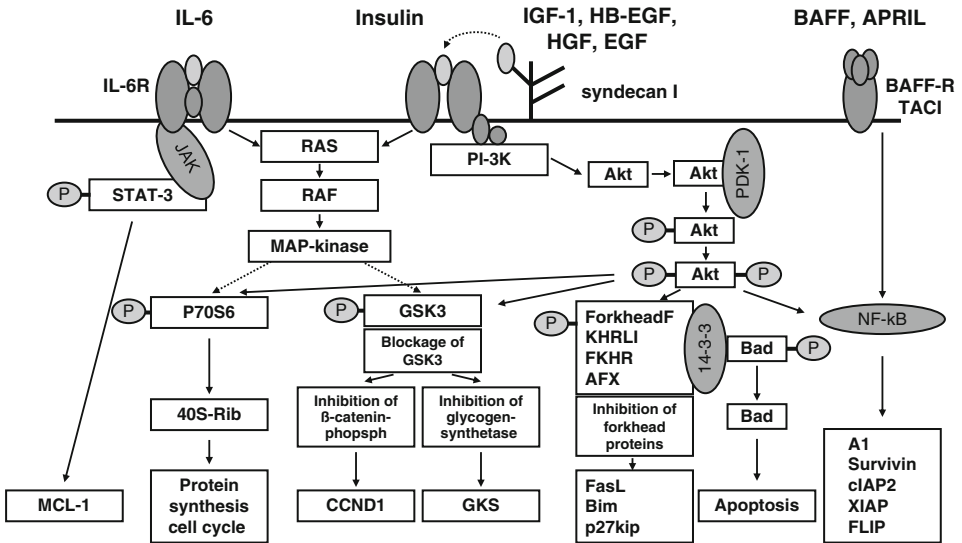 IL-6
Insulin
IGF-1, HB-EGF,
HGF, EGF
BAFF, APRIL
IL-6R
syndecan I
BAFF-R
TACI
JAK
RAS
PI-3K
Akt
Akt
PDK-1
P
STAT-3
RAF
P
Akt
MAP-kinase
P
Akt
P
P
P70S6
P
GSK3
P
ForkheadF
KHRLI
FKHR
AFX
14-3-3
Bad
P
NF-kB
Blockage of
GSK3
40S-Rib
Inhibition of
ß-catenin-
phopsph
Inhibition of
glycogen-
synthetase
Inhibition of
forkhead
proteins
Bad
MCL-1
Protein
synthesis
cell cycle
CCND1
GKS
FasL
Bim
p27kip
Apoptosis
A1
Survivin
cIAP2
XIAP
FLIP